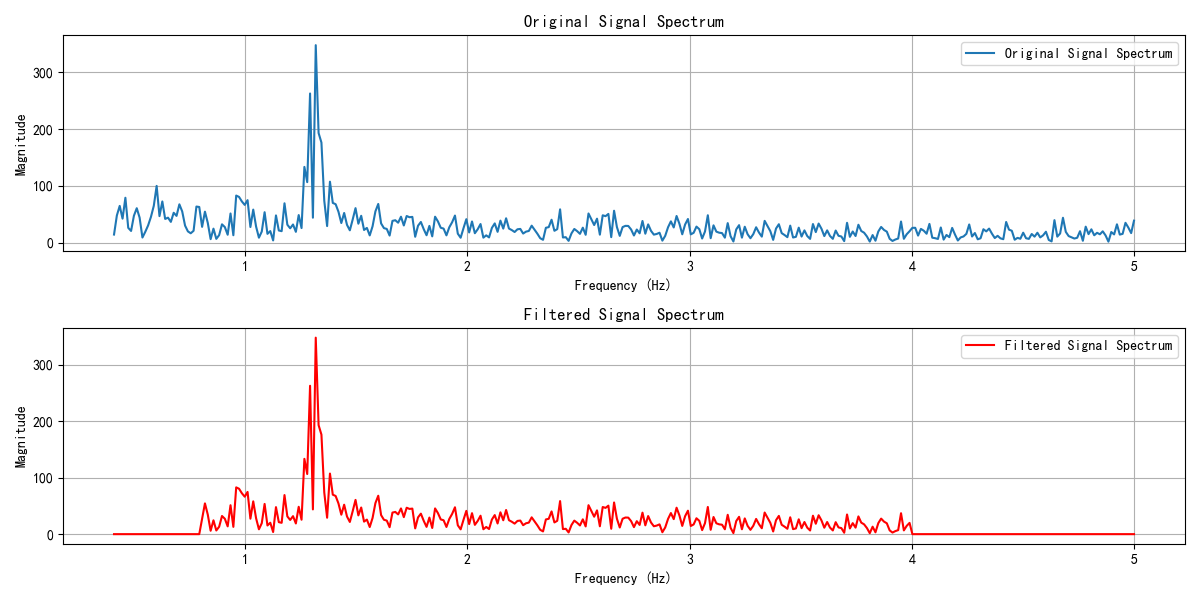 Original Signal Spectrum
Original Signal Spectrum
300
200
100
0
Magnitude
1 2 3 4 5
Frequency (Hz)
Filtered Signal Spectrum
Filtered Signal Spectrum
300
200
100
0
Magnitude
1 2 3 4 5
Frequency (Hz)